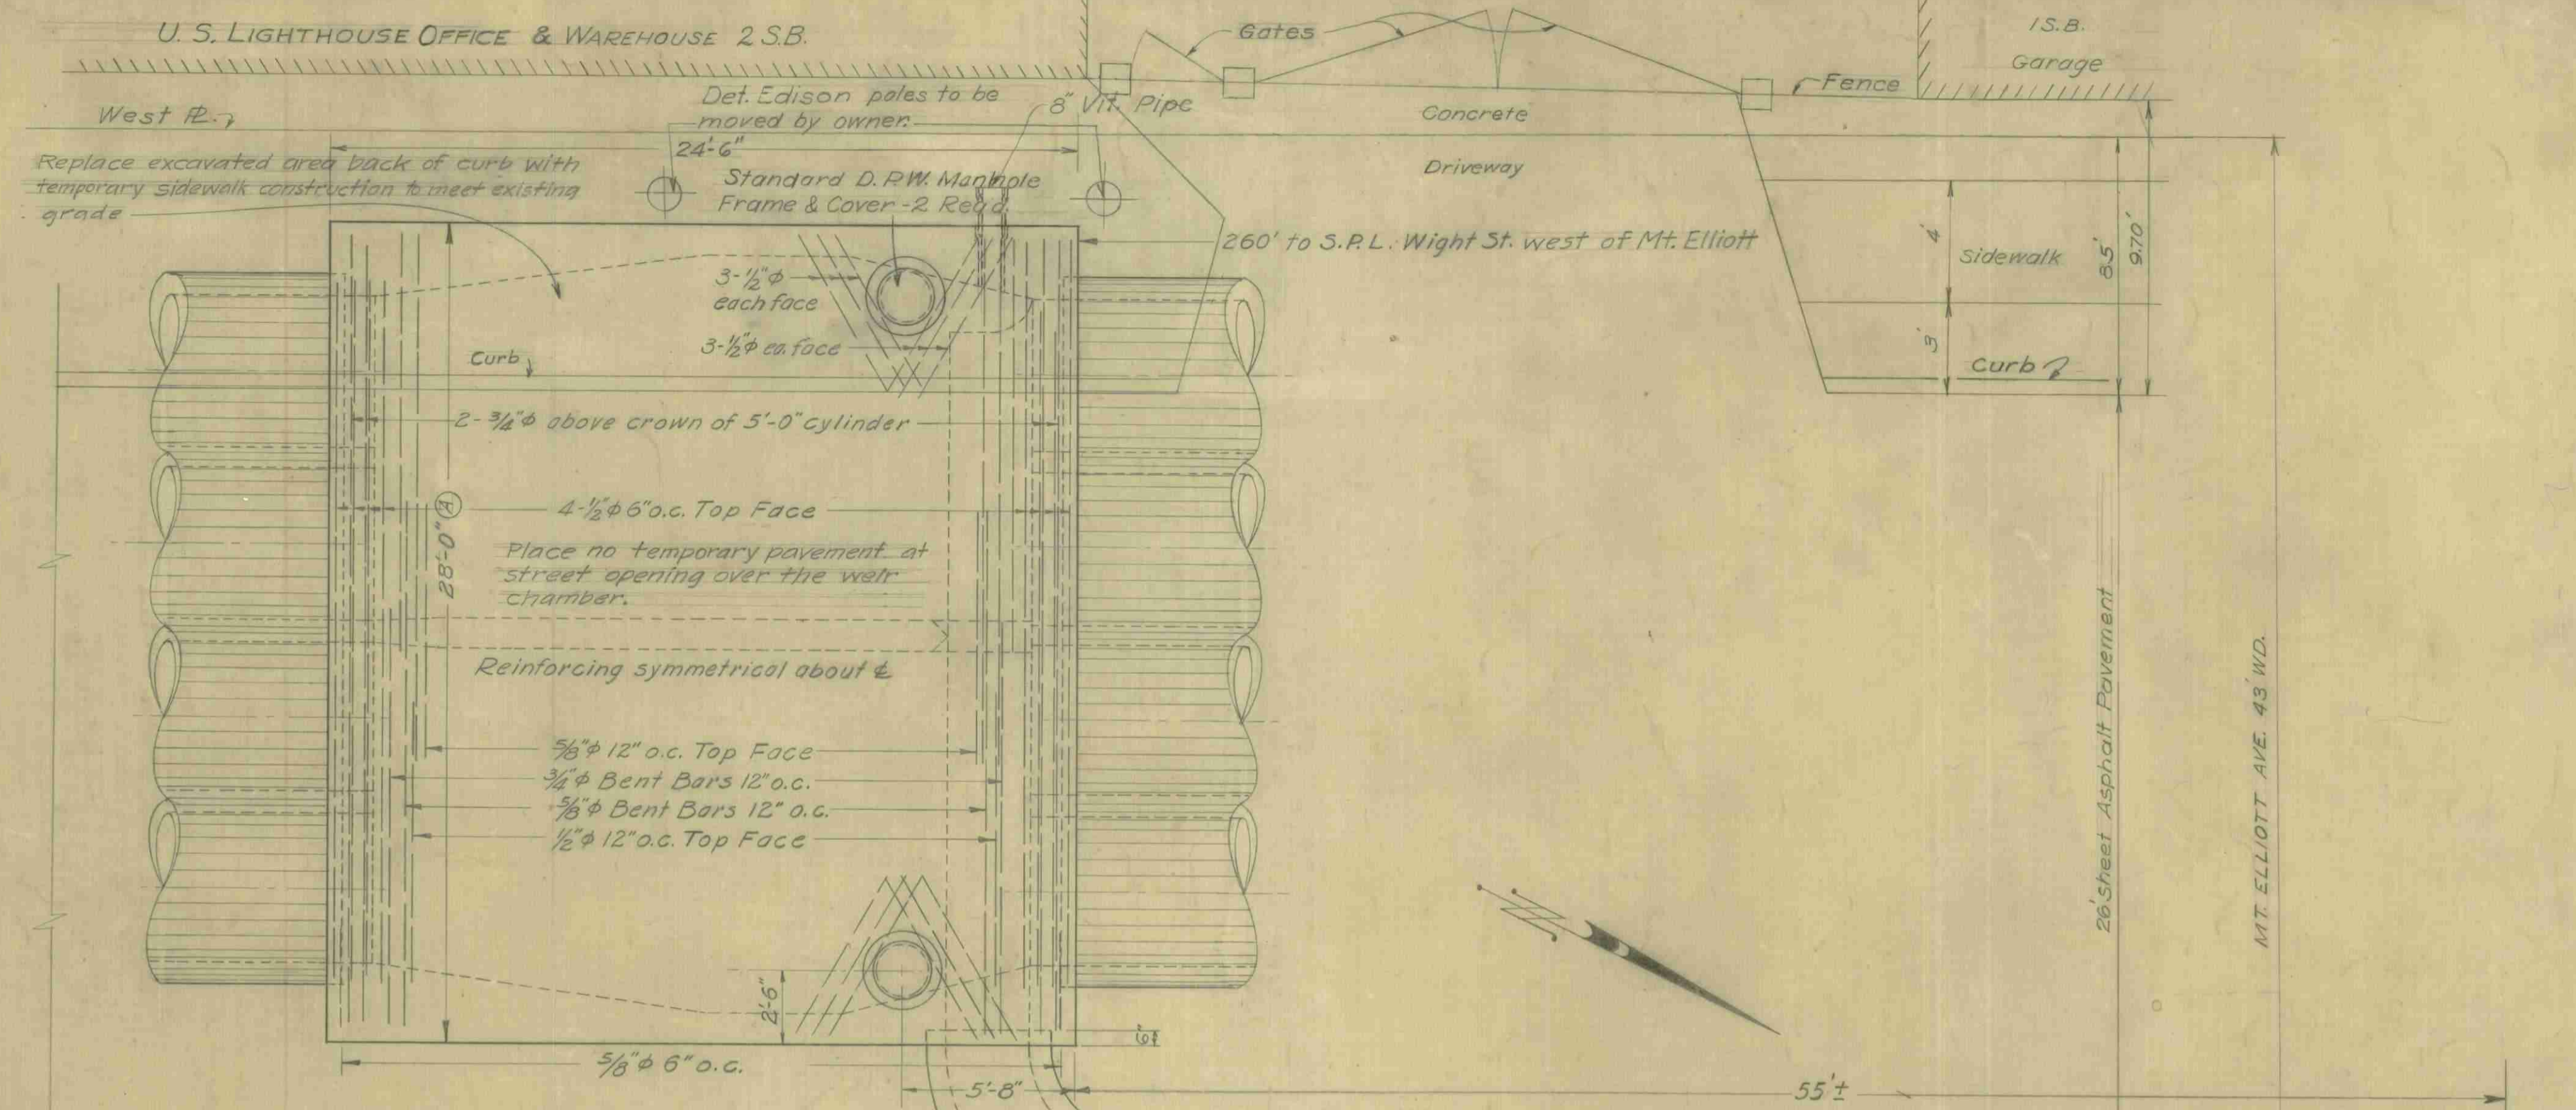 U. S. LIGHTHOUSE OFFICE & WAREHOUSE 2 S.B.
Gates
1 S.B.
Garage
Fence
West PL.
Det. Edison poles to be
moved by owner.
8" Vit. Pipe
Concrete
Driveway
24'-6"
Replace excavated area back of curb with
temporary sidewalk construction to meet existing
grade
Standard D.P.W. Manhole
Frame & Cover - 2 Req'd.
260' to S.P.L. Wight St. west of Mt. Elliott
4'
Sidewalk
8.5'
9.70'
3-½"φ
each face
3-½"φ ea. face
3'
Curb
Curb
2-¾"φ above crown of 5'-0" cylinder
28'-0" Ⓐ
4-½"φ 6" o.c. Top Face
Place no temporary pavement at
street opening over the weir
chamber.
Reinforcing symmetrical about ℄
⅝"φ 12" o.c. Top Face
¾"φ Bent Bars 12" o.c.
⅝"φ Bent Bars 12" o.c.
½"φ 12" o.c. Top Face
26' Sheet Asphalt Pavement
MT. ELLIOTT AVE. 43' WD.
N
2'-6"
6"
⅝"φ 6" o.c.
5'-8"
55'±